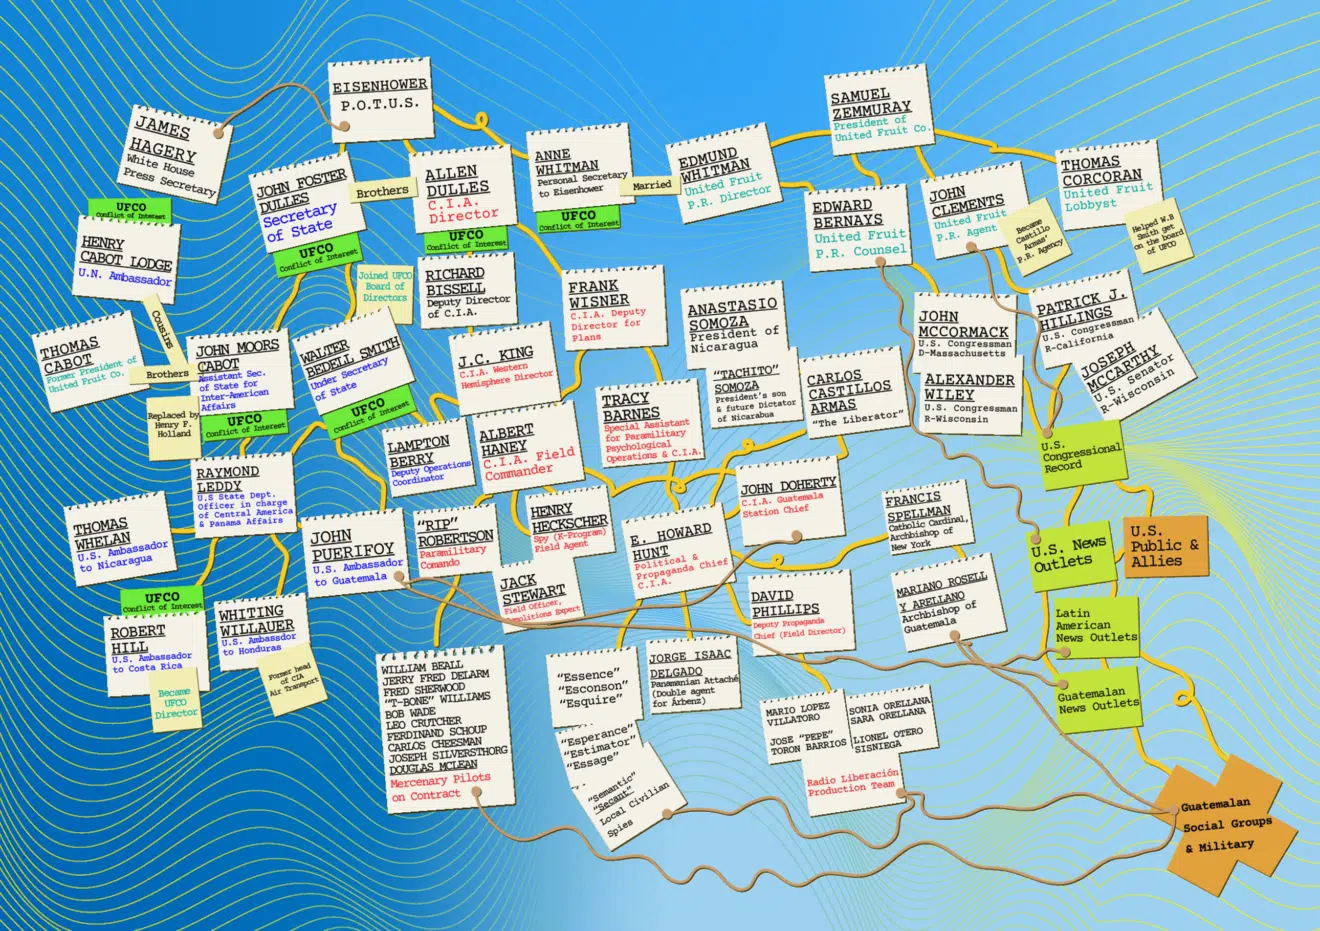 EISENHOWER
P.O.T.U.S.
JAMES
HAGERY
White House
Press Secretary
JOHN FOSTER
DULLES
Secretary
of State
UFCO
Conflict of Interest
Brothers
ALLEN
DULLES
C.I.A.
Director
UFCO
Conflict of Interest
ANNE
WHITMAN
Personal Secretary
to Eisenhower
UFCO
Conflict of Interest
Married
EDMUND
WHITMAN
United Fruit
P.R. Director
SAMUEL
ZEMMURAY
President of
United Fruit Co.
EDWARD
BERNAYS
United Fruit
P.R. Counsel
JOHN
CLEMENTS
United Fruit
P.R. Agent
Became
Castillo
Armas'
P.R. Agency
THOMAS
CORCORAN
United Fruit
Lobbyst
Helped W.B
Smith get
on the board
of UFCO
UFCO
Conflict of Interest
HENRY
CABOT LODGE
U.N. Ambassador
Cousins
THOMAS
CABOT
Former President of
United Fruit Co.
Brothers
JOHN MOORS
CABOT
Assistant Sec.
of State for
Inter-American
Affairs
UFCO
Conflict of Interest
Replaced by
Henry F.
Holland
Joined UFCO
Board of
Directors
WALTER
BEDELL SMITH
Under Secretary
of State
UFCO
Conflict of Interest
RICHARD
BISSELL
Deputy Director
of C.I.A.
J.C. KING
C.I.A. Western
Hemisphere Director
FRANK
WISNER
C.I.A. Deputy
Director for
Plans
ANASTASIO
SOMOZA
President of
Nicaragua
"TACHITO"
SOMOZA
President's son
& future Dictator
of Nicarabua
CARLOS
CASTILLOS
ARMAS
"The Liberator"
JOHN
MCCORMACK
U.S. Congressman
D-Massachusetts
ALEXANDER
WILEY
U.S. Congressman
R-Wisconsin
PATRICK J.
HILLINGS
U.S. Congressman
R-California
JOSEPH
MCCARTHY
U.S. Senator
R-Wisconsin
U.S.
Congressional
Record
LAMPTON
BERRY
Deputy Operations
Coordinator
ALBERT
HANEY
C.I.A. Field
Commander
TRACY
BARNES
Special Assistant
for Paramilitary
Psychological
Operations & C.I.A.
RAYMOND
LEDDY
U.S State Dept.
Officer in charge
of Central America
& Panama Affairs
THOMAS
WHELAN
U.S. Ambassador
to Nicaragua
JOHN
PUERIFOY
U.S. Ambassador
to Guatemala
"RIP"
ROBERTSON
Paramilitary
Comando
HENRY
HECKSCHER
Spy (K-Program)
Field Agent
JACK
STEWART
Field Officer,
Expert
E. HOWARD
HUNT
Political &
Propaganda Chief
C.I.A.
JOHN DOHERTY
C.I.A. Guatemala
Station Chief
FRANCIS
SPELLMAN
Catholic Cardinal,
Archbishop of
New York
U.S. News
Outlets
U.S.
Public &
Allies
UFCO
Conflict of Interest
ROBERT
HILL
U.S. Ambassador
to Costa Rica
Became
UFCO
Director
WHITING
WILLAUER
U.S. Ambassdor
to Honduras
Former head
of CIA
Air Transport
DAVID
PHILLIPS
Deputy Propaganda
Chief (Field Director)
MARIANO ROSELL
Y ARELLANO
Archbishop of
Guatemala
Latin
American
News Outlets
Guatemalan
News Outlets
WILLIAM BEALL
JERRY FRED DELARM
FRED SHERWOOD
"T-BONE" WILLIAMS
BOB WADE
LEO CRUTCHER
FERDINAND SCHOUP
CARLOS CHEESMAN
JOSEPH SILVERSTHORG
DOUGLAS MCLEAN
Mercenary Pilots
on Contract
"Essence"
"Esconson"
"Esquire"
"Esperance"
"Estimator"
"Essage"
"Semantic"
"Secant"
Local Civilian
Spies
JORGE ISAAC
DELGADO
Panamanian Attaché
(Double agent
for Árbenz)
MARIO LOPEZ
VILLATORO
JOSE "PEPE"
TORON BARRIOS
SONIA ORELLANA
SARA ORELLANA
LIONEL OTERO
SISNIEGA
Radio Liberación
Production Team
Guatemalan
Social Groups
& Military